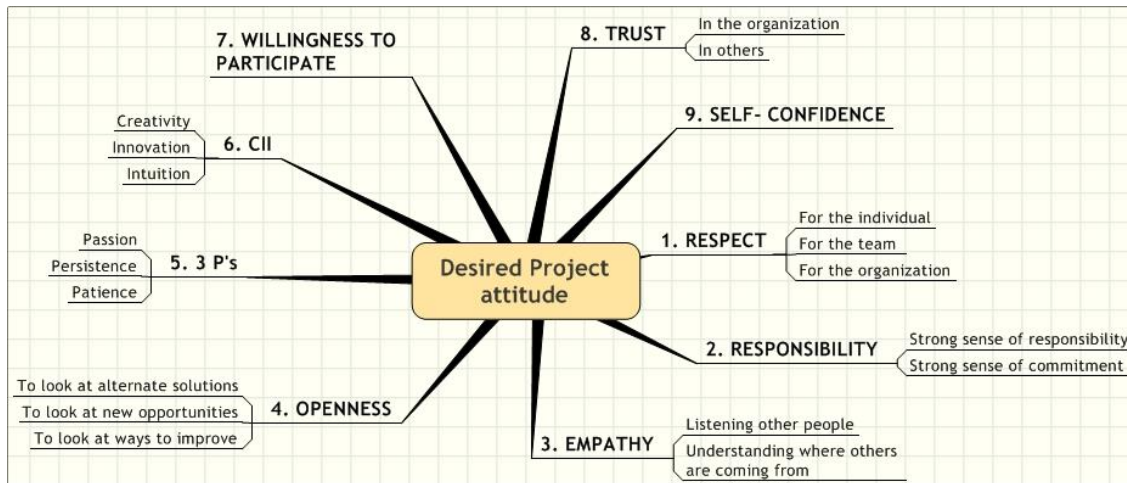 Desired Project
attitude
1. RESPECT
For the individual
For the team
For the organization
2. RESPONSIBILITY
Strong sense of responsibility
Strong sense of commitment
3. EMPATHY
Listening other people
Understanding where others
are coming from
4. OPENNESS
To look at alternate solutions
To look at new opportunities
To look at ways to improve
5. 3 P's
Passion
Persistence
Patience
6. CII
Creativity
Innovation
Intuition
7. WILLINGNESS TO
PARTICIPATE
8. TRUST
In the organization
In others
9. SELF- CONFIDENCE